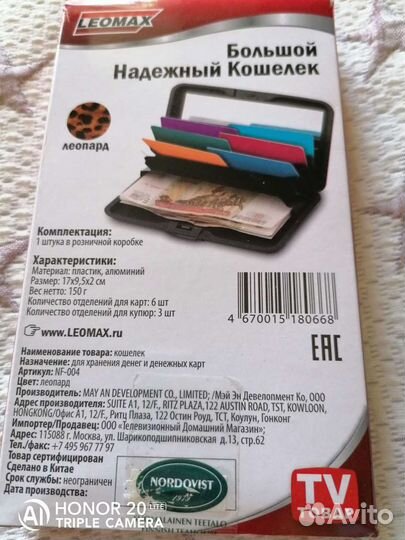 LEOMAX
Большой
Надежный Кошелек
леопард
Комплектация:
1 штука в розничной коробке
Характеристики:
Материал: пластик, алюминий
Размер: 17х9,5х2 см
Вес нетто: 150 г
Количество отделений для карт: 6 шт
Количество отделений для купюр: 3 шт
www.LEOMAX.ru
4 670015 180668
EAC
Наименование товара: кошелек
Назначение: для хранения денег и денежных карт
Артикул: NF-004
Цвет: леопард
Производитель: MAY AN DEVELOPMENT CO., LIMITED; /Мэй Эн Девелопмент Ко, ООО
Адрес производителя: SUITE A1, 12/F., RITZ PLAZA, 122 AUSTIN ROAD, TST, KOWLOON,
HONGKONG/Офис А1, 12/F., Ритц Плаза, 122 Остин Роуд, ТСТ, Коулун, Гонконг
Импортер/Продавец: ООО «Телевизионный Домашний Магазин»;
Адрес: 115088 г. Москва, ул. Шарикоподшипниковская д.13, стр.62
Тел./факс: +7 495 967 77 97
Товар сертифицирован
Сделано в Китае
Срок службы: неограничен
Дата производства:
NORDQVIST
1979
TV
ТОВАР
HONOR 20
TRIPLE CAMERA
Avito